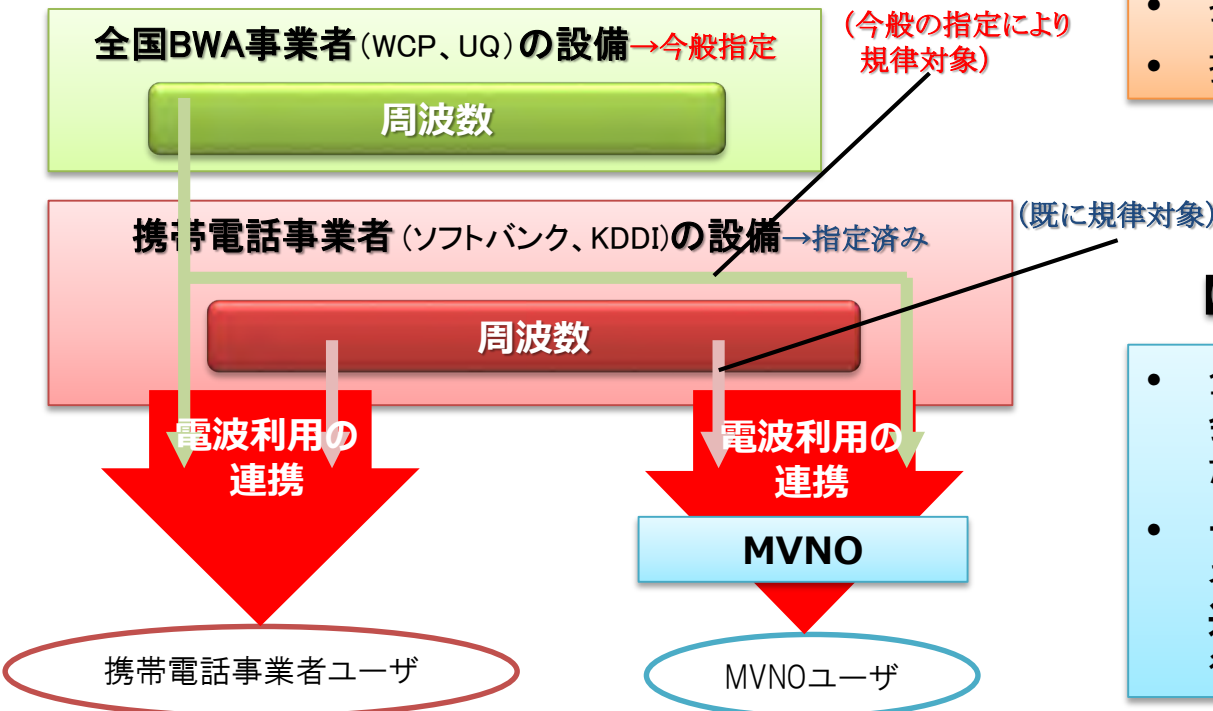 全国BWA事業者(WCP、UQ)の設備→今般指定
(今般の指定により
規律対象)
周波数
携帯電話事業者(ソフトバンク、KDDI)の設備→指定済み
(既に規律対象)
周波数
電波利用の
連携
電波利用の
連携
MVNO
携帯電話事業者ユーザ
MVNOユーザ